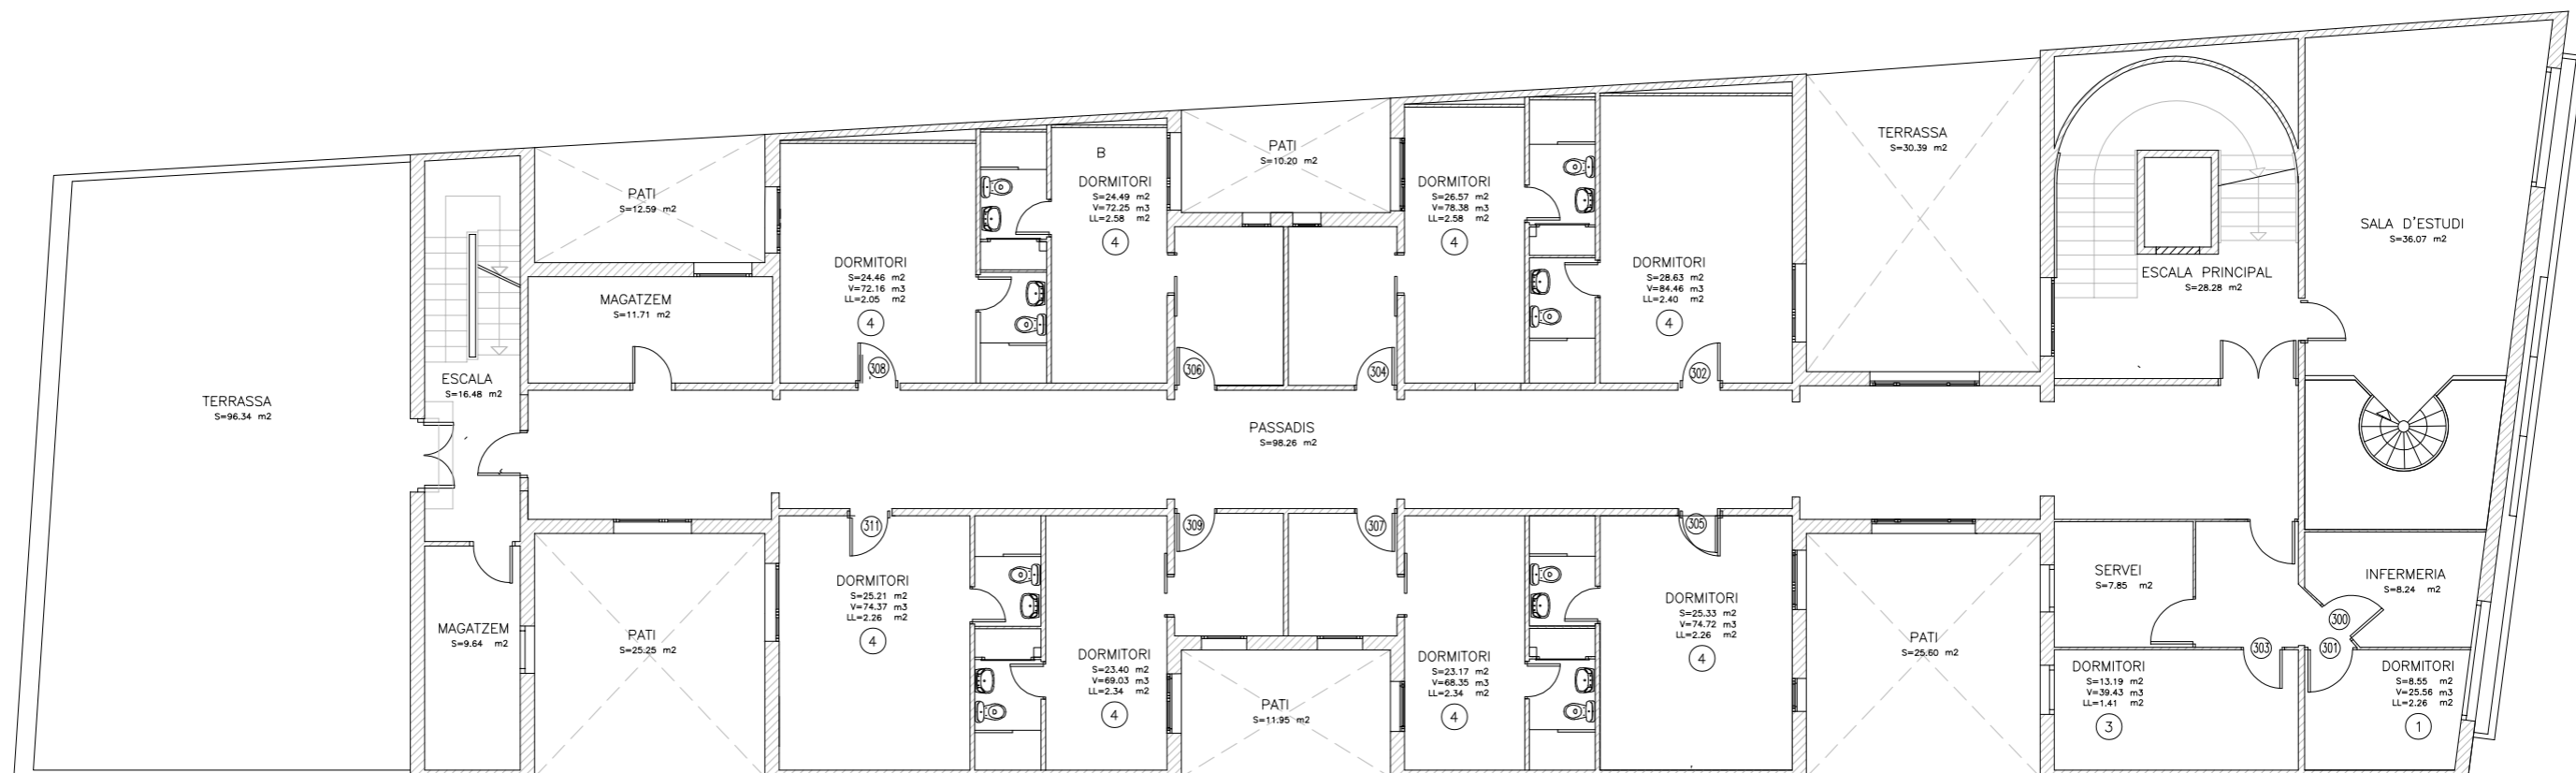 TERRASSA
S=96.34 m2
ESCALA
S=16.48 m2
MAGATZEM
S=9.64 m2
PATI
S=12.59 m2
MAGATZEM
S=11.71 m2
PATI
S=25.25 m2
DORMITORI
S=24.46 m2
V=72.16 m3
LL=2.05 m2
4
308
B
DORMITORI
S=24.49 m2
V=72.25 m3
LL=2.58 m2
4
306
PATI
S=10.20 m2
304
DORMITORI
S=26.57 m2
V=78.38 m3
LL=2.58 m2
4
DORMITORI
S=28.63 m2
V=84.46 m3
LL=2.40 m2
4
302
TERRASSA
S=30.39 m2
ESCALA PRINCIPAL
S=28.28 m2
SALA D'ESTUDI
S=36.07 m2
PASSADIS
S=98.26 m2
311
DORMITORI
S=25.21 m2
V=74.37 m3
LL=2.26 m2
4
309
DORMITORI
S=23.40 m2
V=69.03 m3
LL=2.34 m2
4
PATI
S=11.95 m2
307
DORMITORI
S=23.17 m2
V=68.35 m3
LL=2.34 m2
4
305
DORMITORI
S=25.33 m2
V=74.72 m3
LL=2.26 m2
4
PATI
S=25.60 m2
SERVEI
S=7.85 m2
INFERMERIA
S=8.24 m2
300
303
301
DORMITORI
S=13.19 m2
V=39.43 m3
LL=1.41 m2
3
DORMITORI
S=8.55 m2
V=25.56 m3
LL=2.26 m2
1